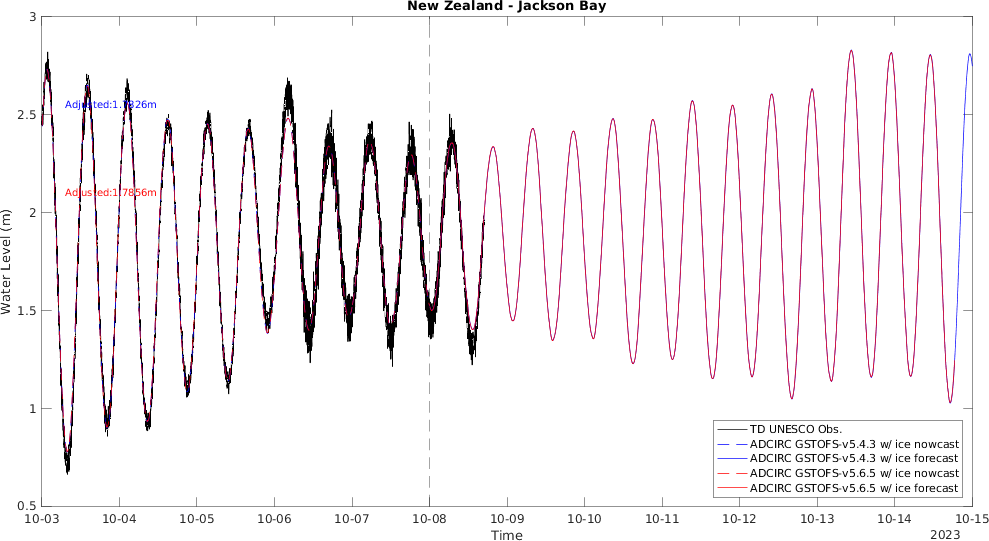 New Zealand - Jackson Bay
3
2.5
2
1.5
1
0.5
Water Level (m)
Adjusted:1.7856m
10-03 10-04 10-05 10-06 10-07 10-08 10-09 10-10 10-11 10-12 10-13 10-14 10-15
Time
2023
TD UNESCO Obs.
ADCIRC GSTOFS-v5.4.3 w/ ice nowcast
ADCIRC GSTOFS-v5.4.3 w/ ice forecast
ADCIRC GSTOFS-v5.6.5 w/ ice nowcast
ADCIRC GSTOFS-v5.6.5 w/ ice forecast